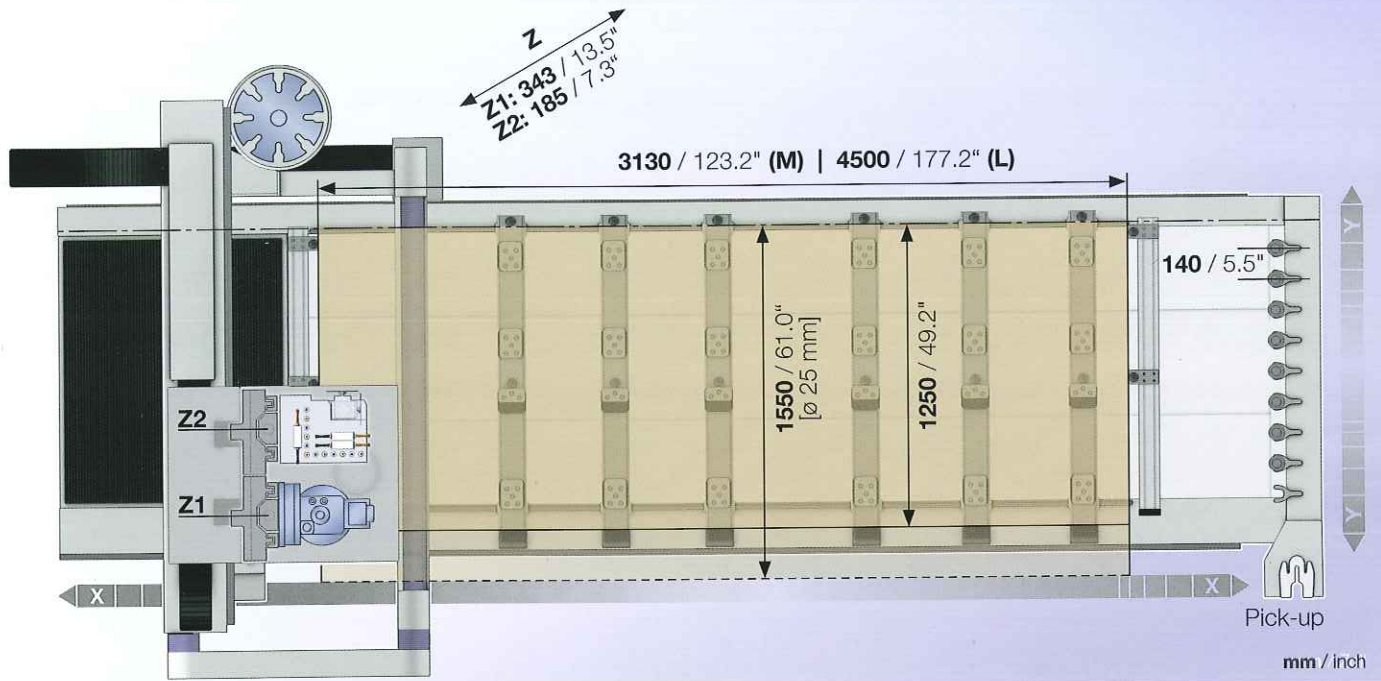 Z
Z1: 343 / 13.5"
Z2: 185 / 7.3"
3130 / 123.2" (M) | 4500 / 177.2“ (L)
Y
140 / 5.5"
1550 / 61.0“
[ø 25 mm]
1250 / 49.2"
Z2
Z1
Y
X
X
Pick-up
mm / inch